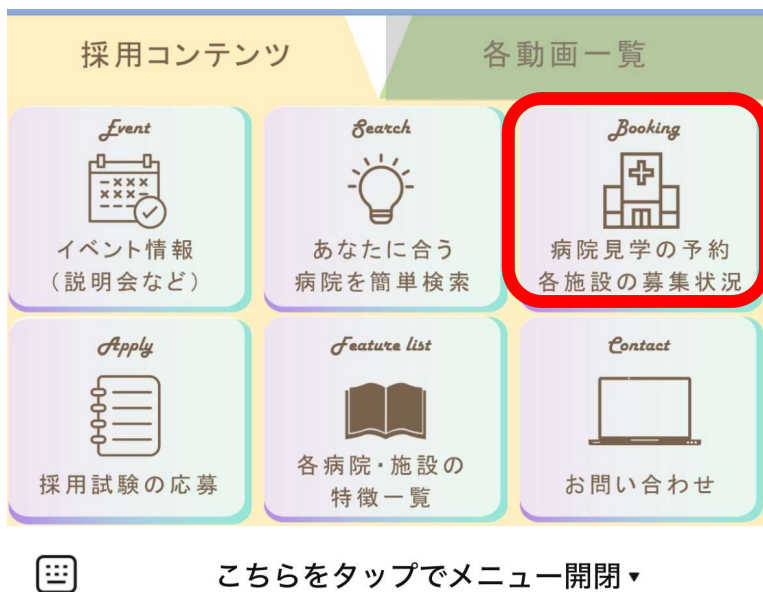 採用コンテンツ
各動画一覧
Event
イベント情報
(説明会など)
Search
あなたに合う
病院を簡単検索
Booking
病院見学の予約
各施設の募集状況
Apply
採用試験の応募
Feature list
各病院・施設の
特徴一覧
Contact
お問い合わせ
こちらをタップでメニュー開閉▾